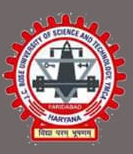 J.C. BOSE UNIVERSITY OF SCIENCE AND TECHNOLOGY, YMCA
FARIDABAD
HARYANA
विद्या परम् भूषणम्